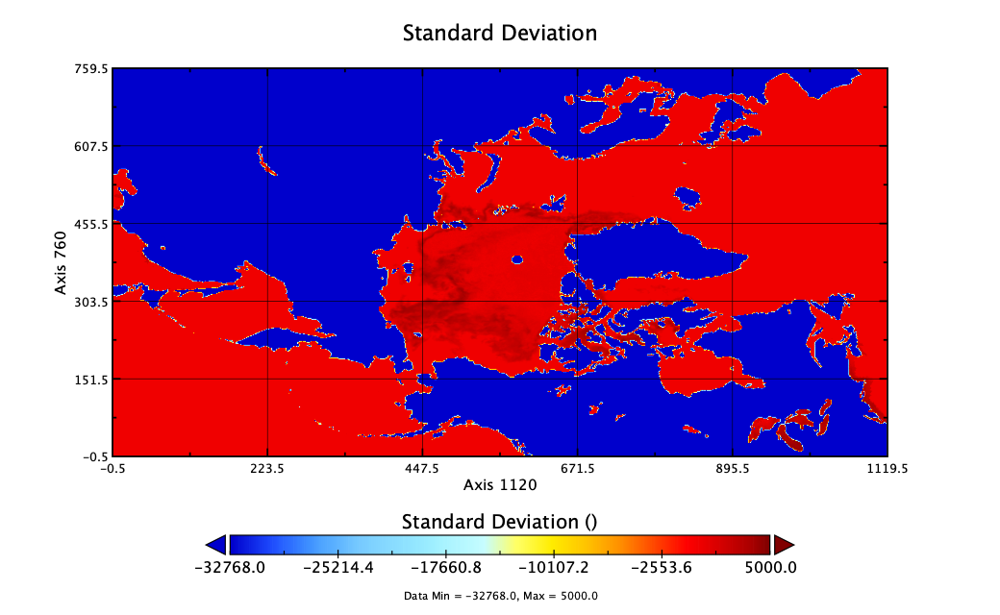 Standard Deviation
759.5
607.5
455.5
303.5
151.5
−0.5
Axis 760
−0.5 223.5 447.5 671.5 895.5 1119.5
Axis 1120
Standard Deviation ()
−32768.0 −25214.4 −17660.8 −10107.2 −2553.6 5000.0
Data Min = −32768.0, Max = 5000.0